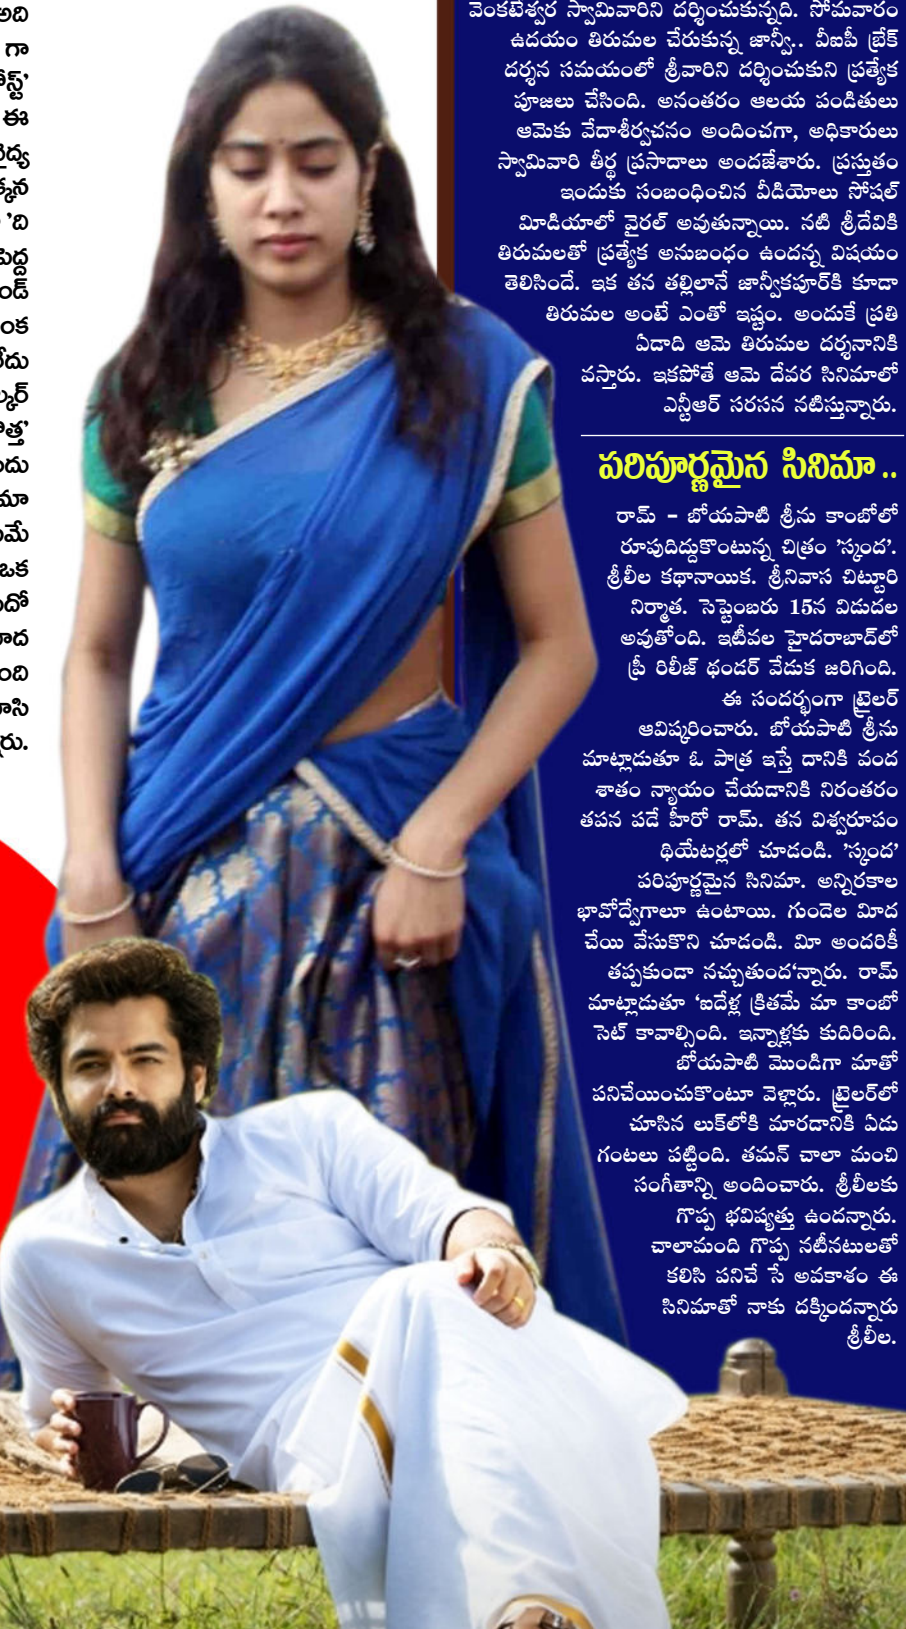 అది
గా
ఈ
'ది
పెద్ద
లేదు
మా
ఒక
వెంకటేశ్వర స్వామివారిని దర్శించుకున్నది. సోమవారం
ఉదయం తిరుమల చేరుకున్న జాన్వీ.. వీఐపీ బ్రేక్
దర్శన సమయంలో శ్రీవారిని దర్శించుకుని ప్రత్యేక
పూజలు చేసింది. అనంతరం ఆలయ పండితులు
ఆమెకు వేదాశీర్వచనం అందించగా, అధికారులు
స్వామివారి తీర్థ ప్రసాదాలు అందజేశారు. ప్రస్తుతం
ఇందుకు సంబంధించిన వీడియోలు సోషల్
మీడియాలో వైరల్ అవుతున్నాయి. నటి శ్రీదేవికి
తిరుమలతో ప్రత్యేక అనుబంధం ఉందన్న విషయం
తెలిసిందే. ఇక తన తల్లిలానే జాన్వీకపూర్‌కి కూడా
తిరుమల అంటే ఎంతో ఇష్టం. అందుకే ప్రతి
ఏడాది ఆమె తిరుమల దర్శనానికి
వస్తారు. ఇకపోతే ఆమె దేవర సినిమాలో
ఎన్టీఆర్ సరసన నటిస్తున్నారు.
పరిపూర్ణమైన సినిమా..
రామ్ - బోయపాటి శ్రీను కాంబోలో
రూపుదిద్దుకొంటున్న చిత్రం 'స్కంద'.
శ్రీలీల కథానాయిక. శ్రీనివాస చిట్టూరి
నిర్మాత. సెప్టెంబరు 15న విడుదల
అవుతోంది. ఇటీవల హైదరాబాద్‌లో
ప్రీ రిలీజ్ థండర్ వేడుక జరిగింది.
ఈ సందర్భంగా ట్రైలర్
ఆవిష్కరించారు. బోయపాటి శ్రీను
మాట్లాడుతూ ఓ పాత్ర ఇస్తే దానికి వంద
శాతం న్యాయం చేయడానికి నిరంతరం
తపన పడే హీరో రామ్. తన విశ్వరూపం
థియేటర్లలో చూడండి. 'స్కంద'
పరిపూర్ణమైన సినిమా. అన్నిరకాల
భావోద్వేగాలూ ఉంటాయి. గుండెల మీద
చేయి వేసుకొని చూడండి. మీ అందరికీ
తప్పకుండా నచ్చుతుంద'న్నారు. రామ్
మాట్లాడుతూ 'ఐదేళ్ల క్రితమే మా కాంబో
సెట్ కావాల్సింది. ఇన్నాళ్లకు కుదిరింది.
బోయపాటి మొండిగా మాతో
పనిచేయించుకొంటూ వెళ్లారు. ట్రైలర్‌లో
చూసిన లుక్‌లోకి మారడానికి ఏడు
గంటలు పట్టింది. తమన్ చాలా మంచి
సంగీతాన్ని అందించారు. శ్రీలీలకు
గొప్ప భవిష్యత్తు ఉందన్నారు.
చాలామంది గొప్ప నటీనటులతో
కలిసి పనిచే సే అవకాశం ఈ
సినిమాతో నాకు దక్కిందన్నారు
శ్రీలీల.